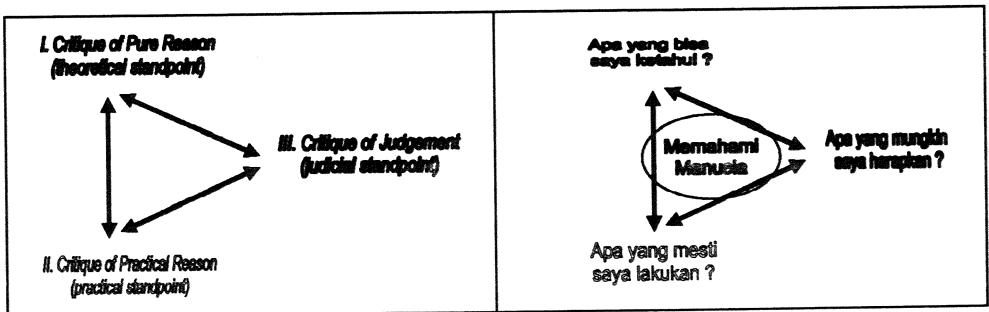 I. Critique of Pure Reason
(theoretical standpoint)
III. Critique of Judgement
(judicial standpoint)
II. Critique of Practical Reason
(practical standpoint)
Apa yang bisa
saya ketahui ?
Memahami
Manusia
Apa yang mungkin
saya harapkan ?
Apa yang mesti
saya lakukan ?